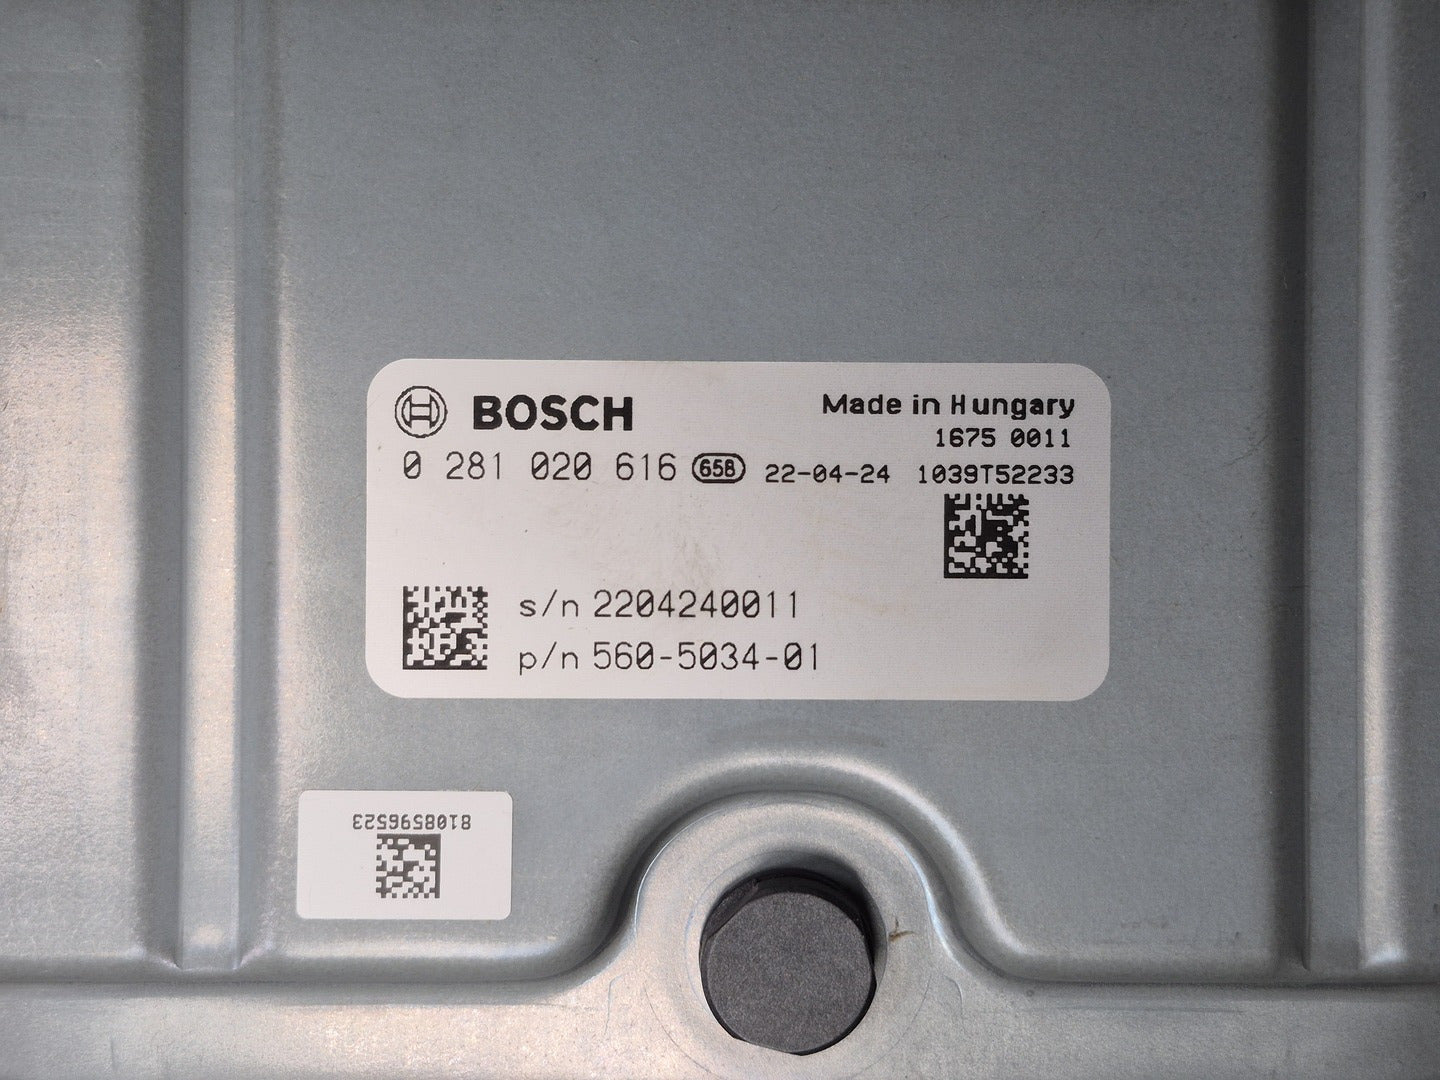 BOSCH
Made in Hungary
1675 0011
0 281 020 616 658 22-04-24 1039T52233
s/n 2204240011
p/n 560-5034-01
8108596523